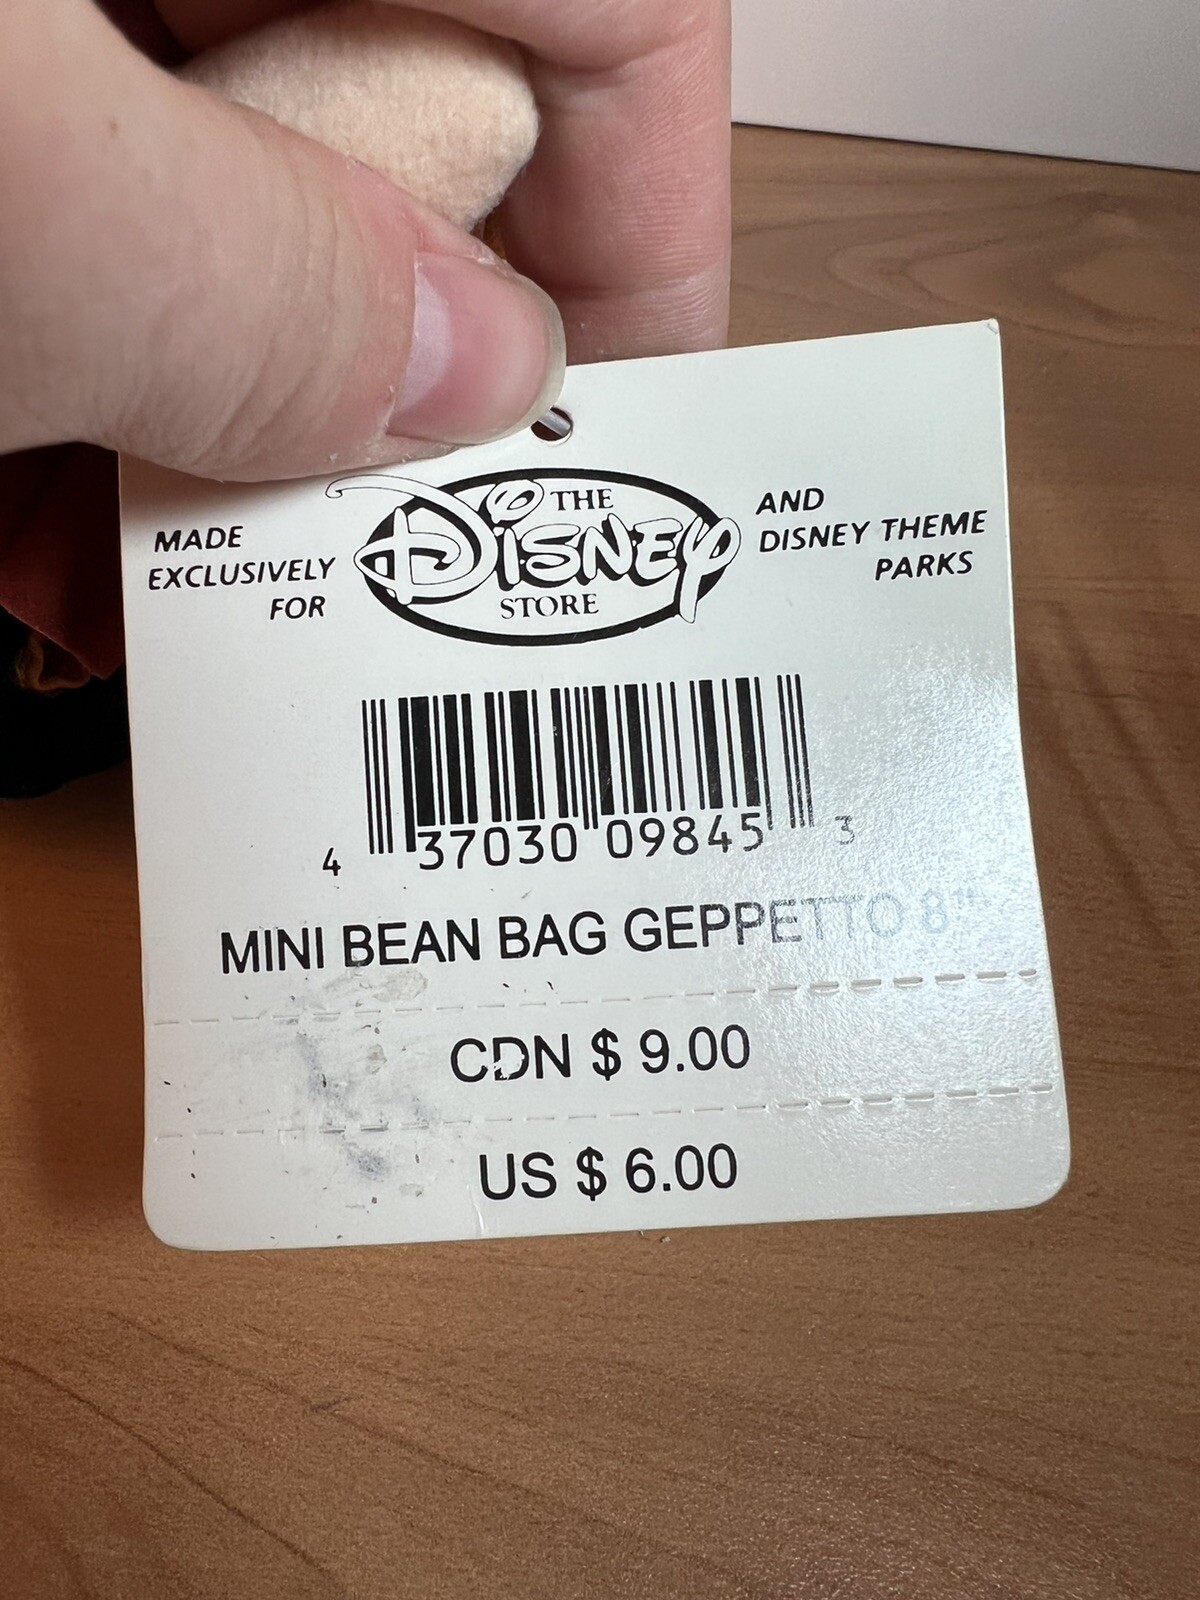 MADE
EXCLUSIVELY
FOR
THE
DISNEY
STORE
AND
DISNEY THEME
PARKS
4 37030 09845 3
MINI BEAN BAG GEPPETTO 8"
CDN $ 9.00
US $ 6.00